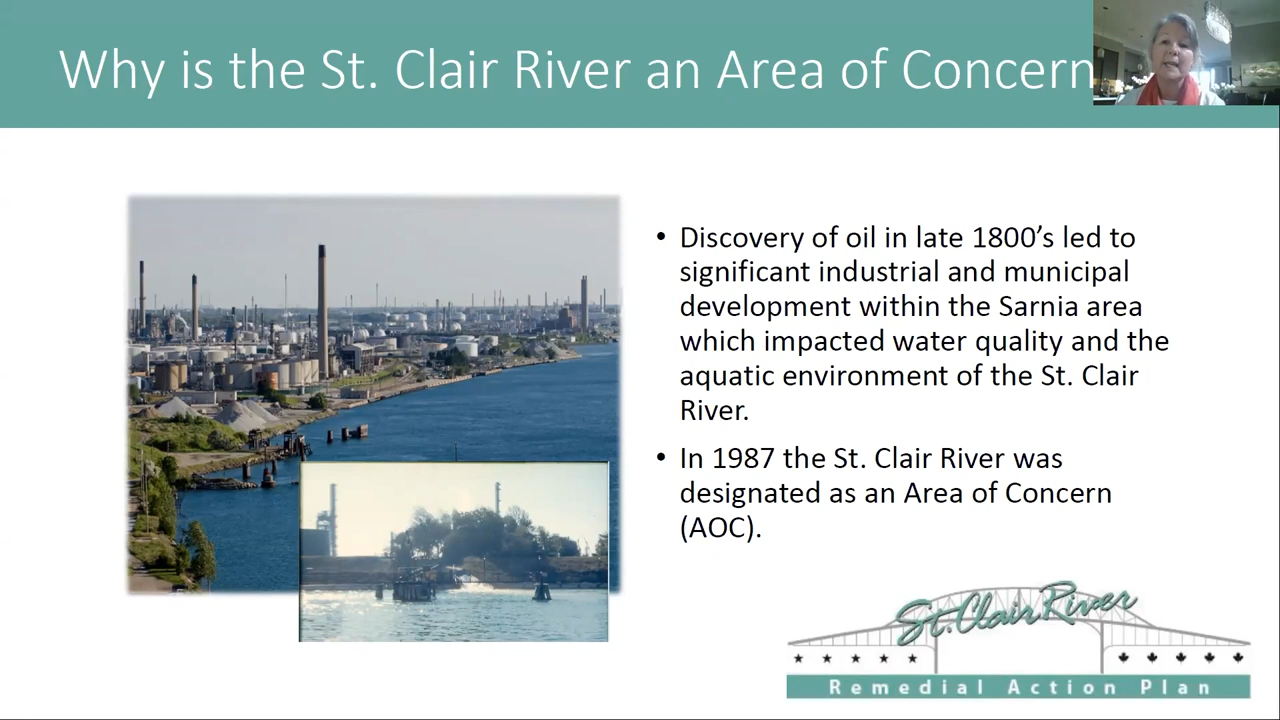 Why is the St. Clair River an Area of Concern
• Discovery of oil in late 1800’s led to
significant industrial and municipal
development within the Sarnia area
which impacted water quality and the
aquatic environment of the St. Clair
River.
• In 1987 the St. Clair River was
designated as an Area of Concern
(AOC).
St. Clair River
Remedial Action Plan